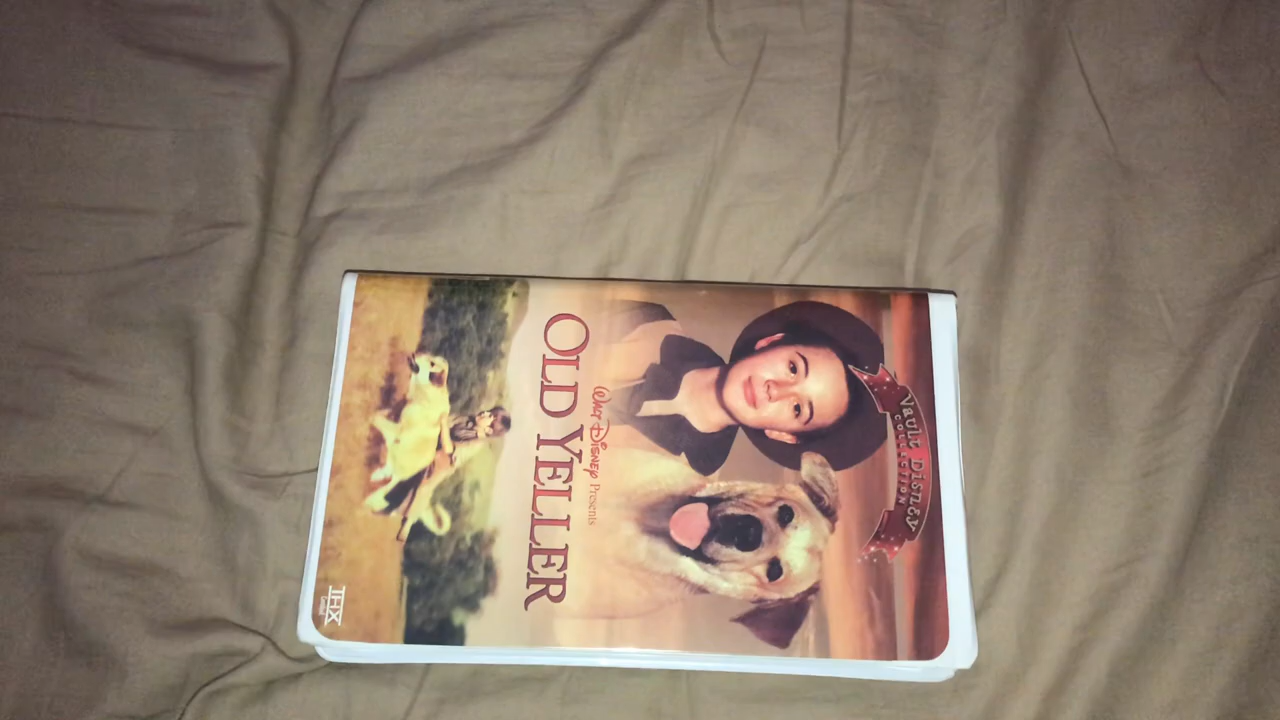 Vault Disney
COLLECTION
Walt Disney Presents
OLD YELLER
THX